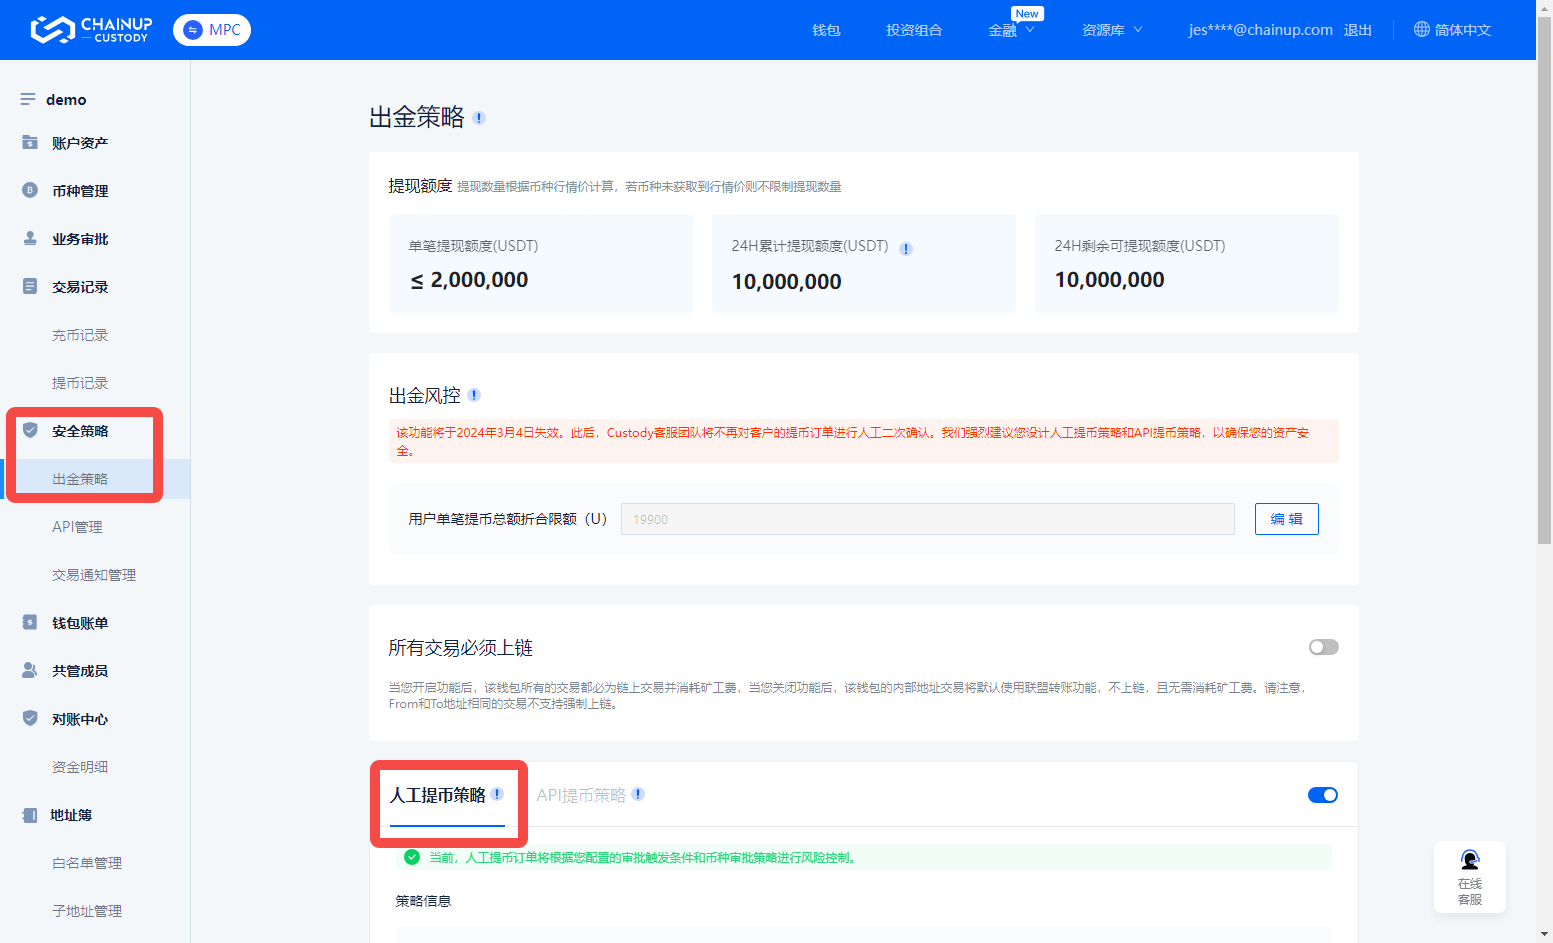 CHAINUP
CUSTODY
MPC
钱包
投资组合
金融
New
资源库
jes****@chainup.com
退出
简体中文
demo
账户资产
币种管理
业务审批
交易记录
充币记录
提币记录
安全策略
出金策略
API管理
交易通知管理
钱包账单
共管成员
对账中心
资金明细
地址簿
白名单管理
子地址管理
出金策略
提现额度 提现数量根据币种行情价计算，若币种未获取到行情价则不限制提现数量
单笔提现额度(USDT)
≤ 2,000,000
24H累计提现额度(USDT)
10,000,000
24H剩余可提现额度(USDT)
10,000,000
出金风控
该功能将于2024年3月4日失效。此后，Custody客服团队将不再对客户的提币订单进行人工二次确认。我们强烈建议您设计人工提币策略和API提币策略，以确保您的资产安
全。
用户单笔提币总额折合限额（U）
19900
编 辑
所有交易必须上链
当您开启功能后，该钱包所有的交易都必为链上交易并消耗矿工费，当您关闭功能后，该钱包的内部地址交易将默认使用联盟转账功能，不上链，且无需消耗矿工费。请注意，
From和To地址相同的交易不支持强制上链。
人工提币策略
API提币策略
当前，人工提币订单将根据您配置的审批触发条件和币种审批策略进行风险控制。
策略信息
在线
客服